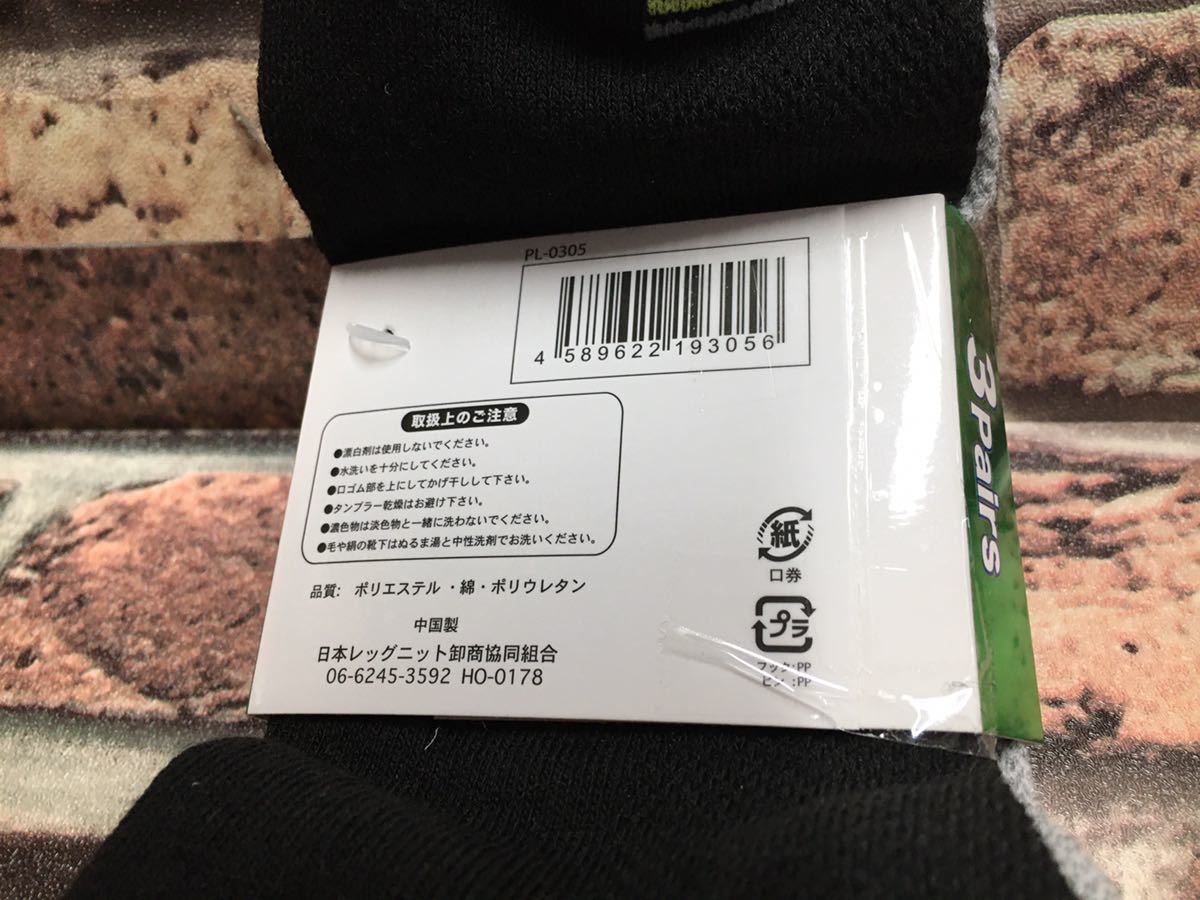 PL-0305
4 589622 193056
取扱上のご注意
●漂白剤は使用しないでください。
●水洗いを十分にしてください。
●口ゴム部を上にしてかげ干しして下さい。
●タンブラー乾燥はお避け下さい。
●濃色物は淡色物と一緒に洗わないでください。
●毛や絹の靴下はぬるま湯と中性洗剤でお洗いください。
品質: ポリエステル ・綿・ポリウレタン
中国製
日本レッグニット卸商協同組合
06-6245-3592 HO-0178
紙
口券
プラ
フック:PP
ピン :PP
3Pairs